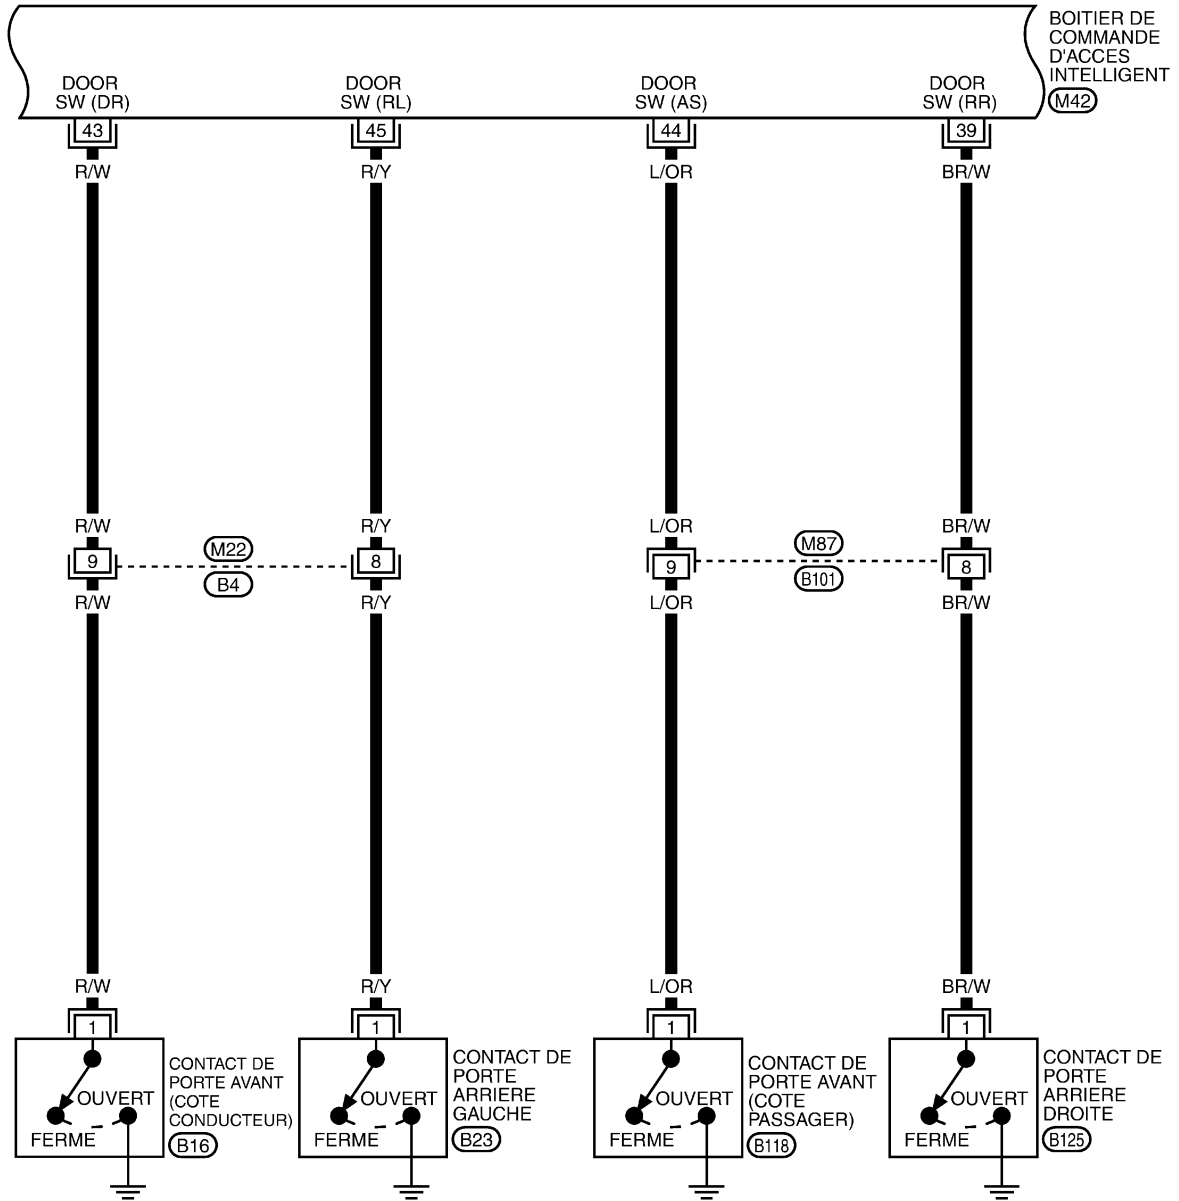 BOITIER DE
COMMANDE
D'ACCES
INTELLIGENT
M42
DOOR
SW (DR)
DOOR
SW (RL)
DOOR
SW (AS)
DOOR
SW (RR)
43
45
44
39
R/W
R/Y
L/OR
BR/W
R/W
R/Y
L/OR
BR/W
9
M22
B4
8
9
M87
B101
8
R/W
R/Y
L/OR
BR/W
R/W
R/Y
L/OR
BR/W
1
1
1
1
OUVERT
FERME
CONTACT DE
PORTE AVANT
(COTE
CONDUCTEUR)
B16
OUVERT
FERME
CONTACT DE
PORTE
ARRIERE
GAUCHE
B23
OUVERT
FERME
CONTACT DE
PORTE AVANT
(COTE
PASSAGER)
B118
OUVERT
FERME
CONTACT DE
PORTE
ARRIERE
DROITE
B125